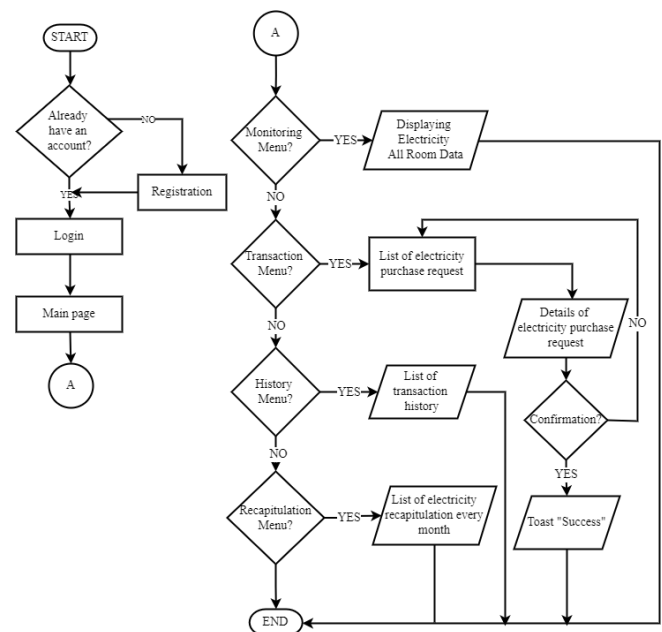 START
Already
have an
account?
NO
YES
Registration
Login
Main page
A
A
Monitoring
Menu?
YES
Displaying
Electricity
All Room Data
NO
Transaction
Menu?
YES
List of electricity
purchase request
Details of
electricity purchase
request
NO
NO
History
Menu?
YES
List of
transaction
history
Confirmation?
YES
NO
Recapitulation
Menu?
YES
List of electricity
recapitulation every
month
Toast "Success"
END